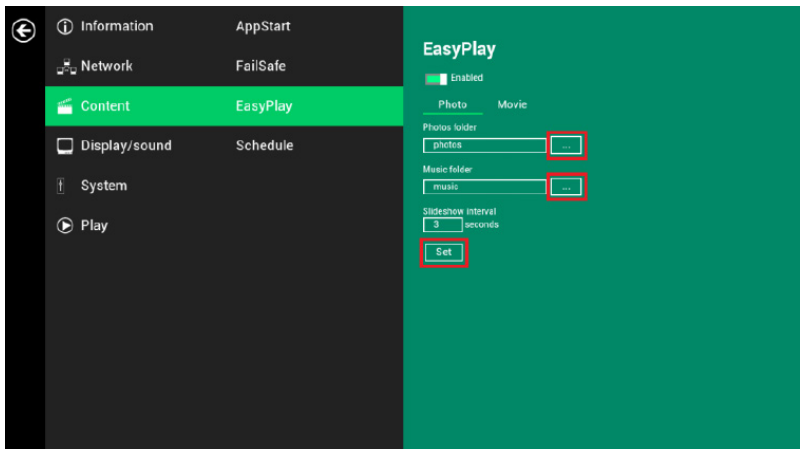 Information
Network
Content
Display/sound
System
Play
AppStart
FailSafe
EasyPlay
Schedule
EasyPlay
Enabled
Photo Movie
Photos folder
photos ...
Music folder
music ...
Slideshow interval
3 seconds
Set